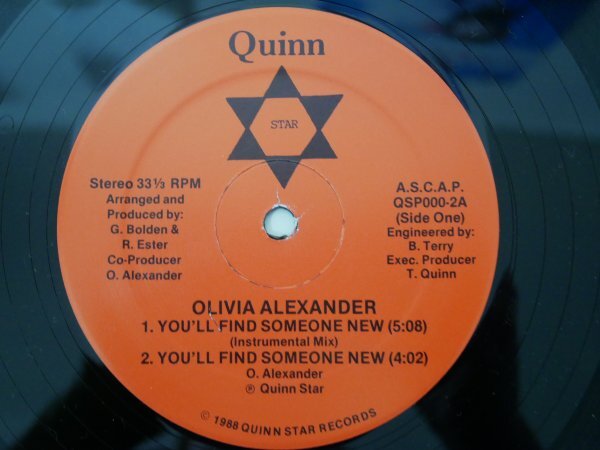 Quinn
STAR
Stereo 33⅓ RPM
Arranged and
Produced by:
G. Bolden &
R. Ester
Co-Producer
O. Alexander
A.S.C.A.P.
QSP000-2A
(Side One)
Engineered by:
B. Terry
Exec. Producer
T. Quinn
OLIVIA ALEXANDER
1. YOU'LL FIND SOMEONE NEW (5:08)
(Instrumental Mix)
2. YOU'LL FIND SOMEONE NEW (4:02)
O. Alexander
℗ Quinn Star
© 1988 QUINN STAR RECORDS